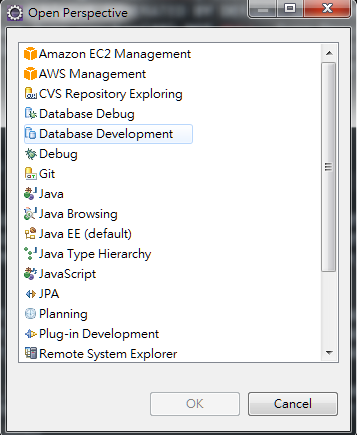 Open Perspective
Amazon EC2 Management
AWS Management
CVS Repository Exploring
Database Debug
Database Development
Debug
Git
Java
Java Browsing
Java EE (default)
Java Type Hierarchy
JavaScript
JPA
Planning
Plug-in Development
Remote System Explorer
OK
Cancel